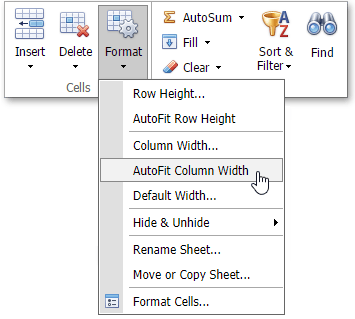 Insert
Delete
Format
Cells
AutoSum
Fill
Clear
Sort &
Filter
Find
Row Height...
AutoFit Row Height
Column Width...
AutoFit Column Width
Default Width...
Hide & Unhide
Rename Sheet...
Move or Copy Sheet...
Format Cells...